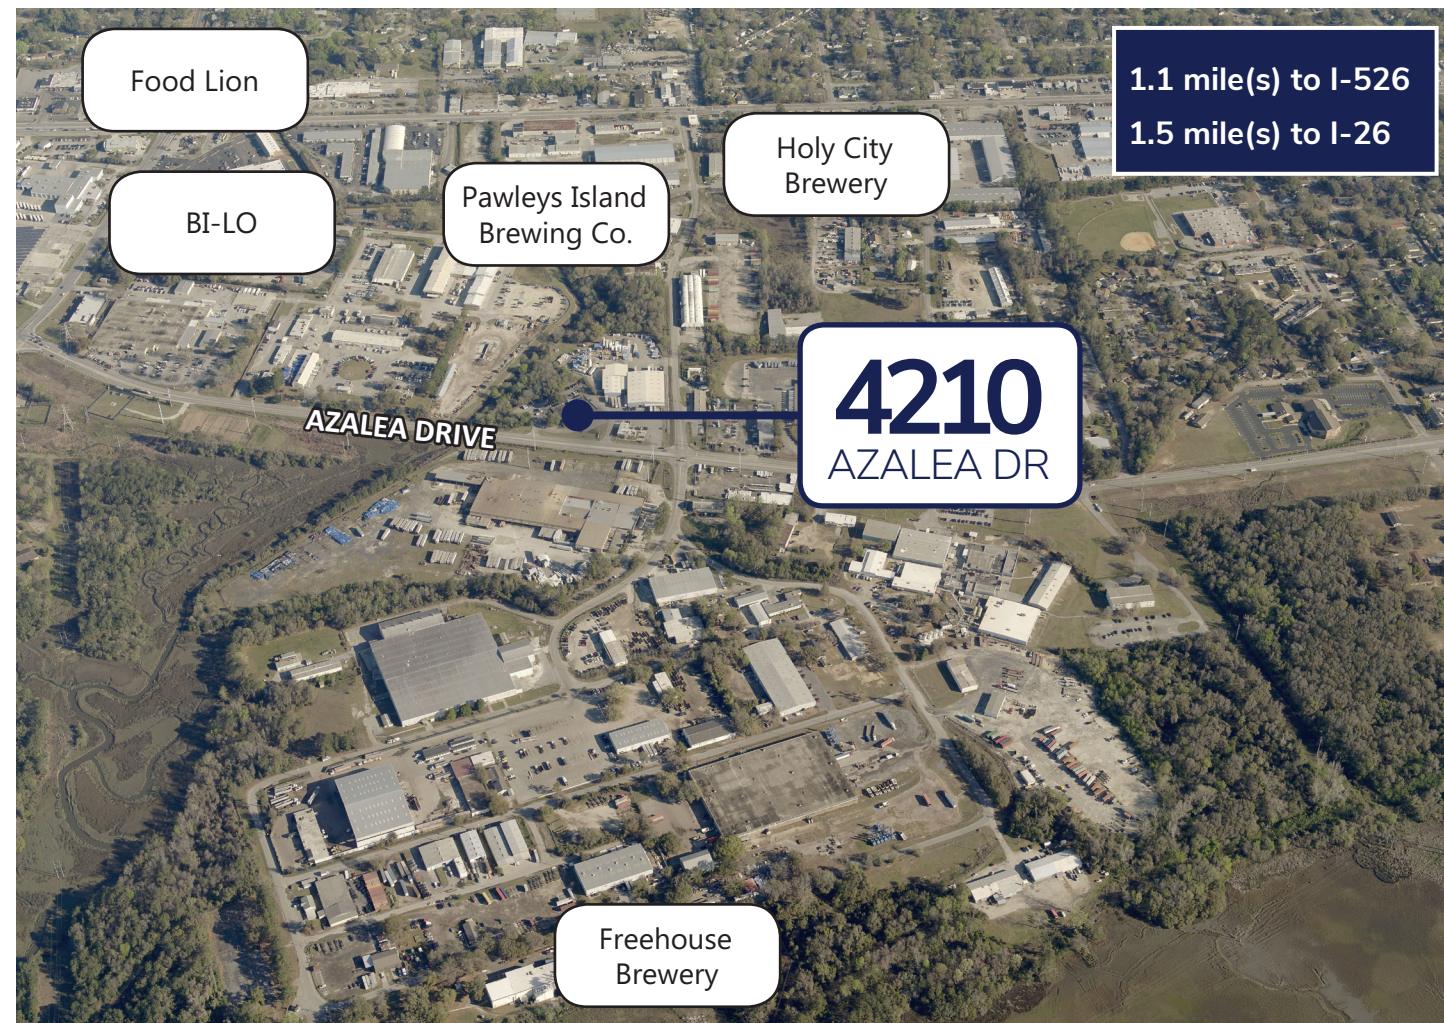 Food Lion
1.1 mile(s) to I-526
1.5 mile(s) to I-26
Holy City
Brewery
BI-LO
Pawleys Island
Brewing Co.
4210
AZALEA DR
AZALEA DRIVE
Freehouse
Brewery